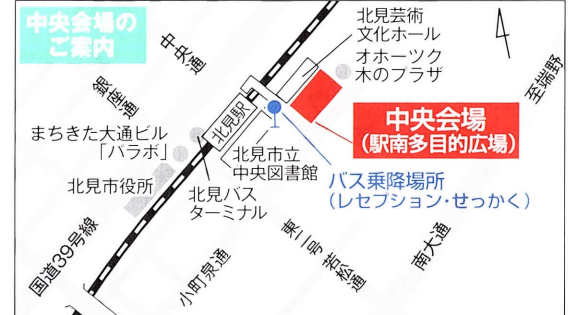 中央会場の
ご案内
北見芸術
文化ホール
オホーツク
木のプラザ
中央通
銀座通
至端野
中央会場
（駅南多目的広場）
北見駅
まちきた大通ビル
「パラボ」
北見市立
中央図書館
バス乗降場所
（レセプション・せっかく）
北見市役所
北見バス
ターミナル
国道39号線
小町泉通
東二号
若松通
南大通